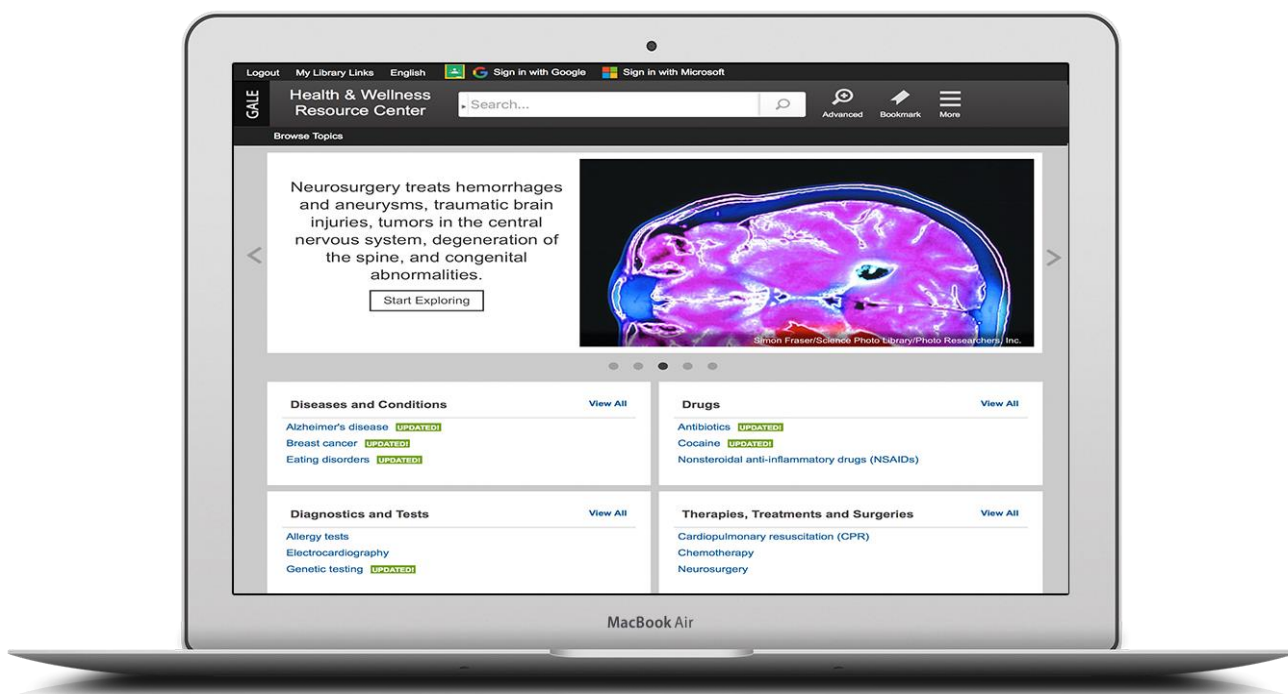 Logout My Library Links English Sign in with Google Sign in with Microsoft
GALE
Health & Wellness
Resource Center
Search...
Advanced Bookmark More
Browse Topics
Neurosurgery treats hemorrhages
and aneurysms, traumatic brain
injuries, tumors in the central
nervous system, degeneration of
the spine, and congenital
abnormalities.
Start Exploring
Simon Fraser/Science Photo Library/Photo Researchers, Inc.
Diseases and Conditions View All
Alzheimer's disease UPDATED!
Breast cancer UPDATED!
Eating disorders UPDATED!
Drugs View All
Antibiotics UPDATED!
Cocaine UPDATED!
Nonsteroidal anti-inflammatory drugs (NSAIDs)
Diagnostics and Tests View All
Allergy tests
Electrocardiography
Genetic testing UPDATED!
Therapies, Treatments and Surgeries View All
Cardiopulmonary resuscitation (CPR)
Chemotherapy
Neurosurgery
MacBook Air